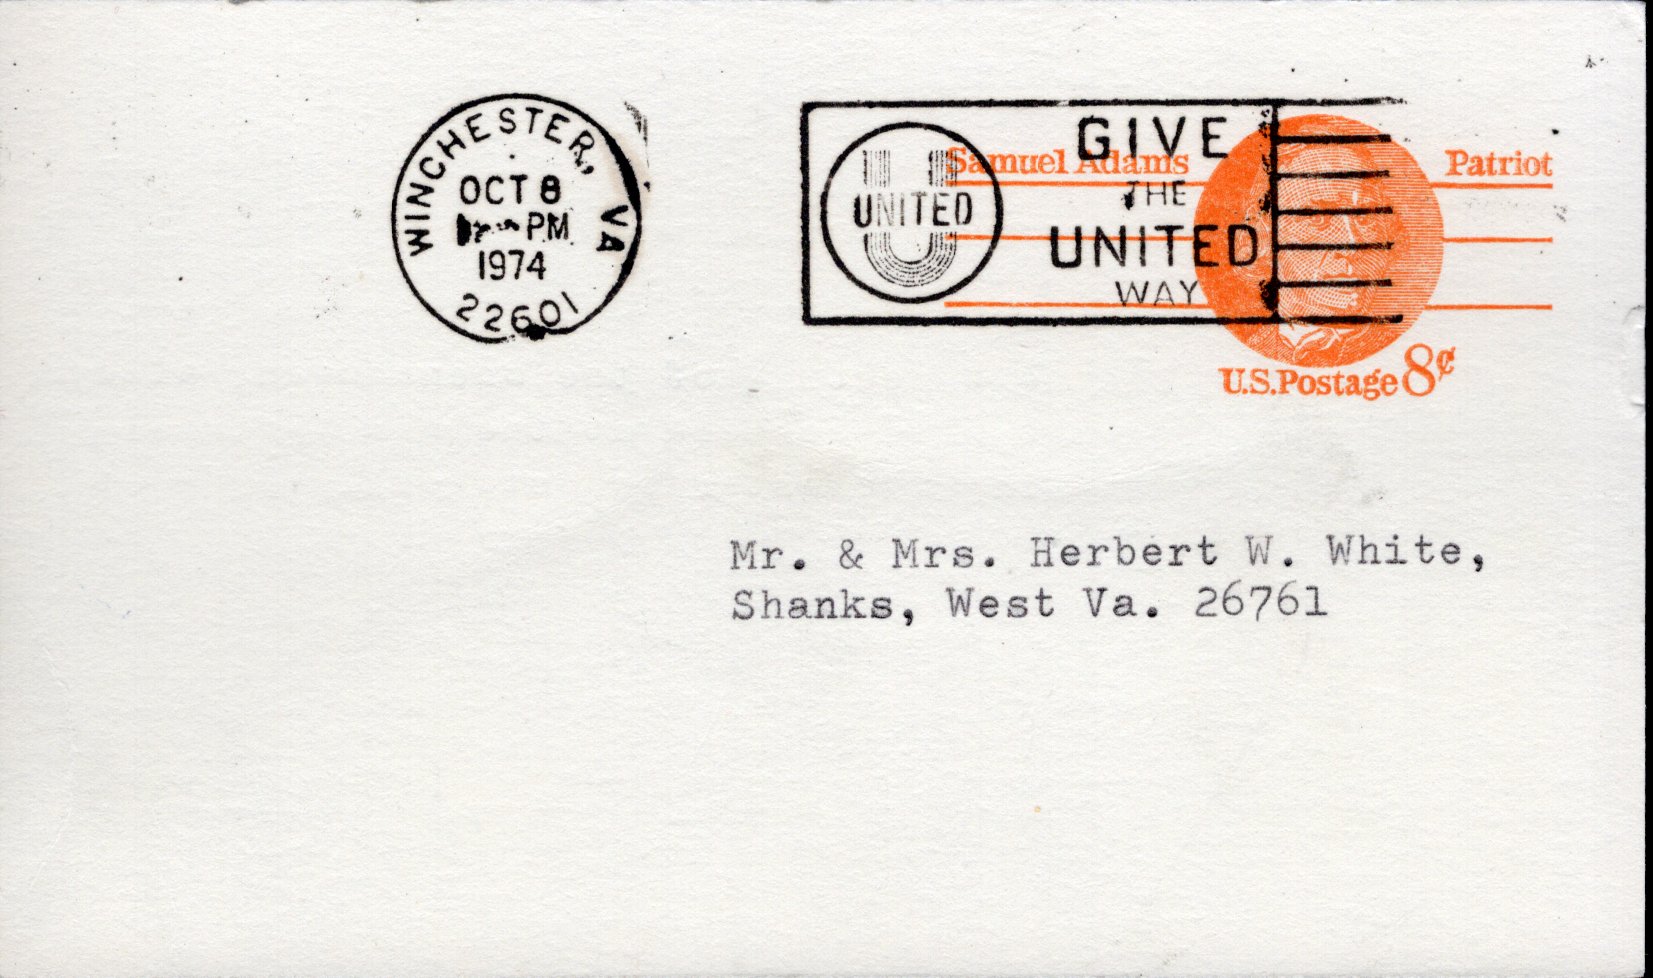 WINCHESTER, VA
OCT 8
PM
1974
22601
UNITED
GIVE
THE
UNITED
WAY
Samuel Adams Patriot
U.S.Postage 8¢
Mr. & Mrs. Herbert W. White,
Shanks, West Va. 26761